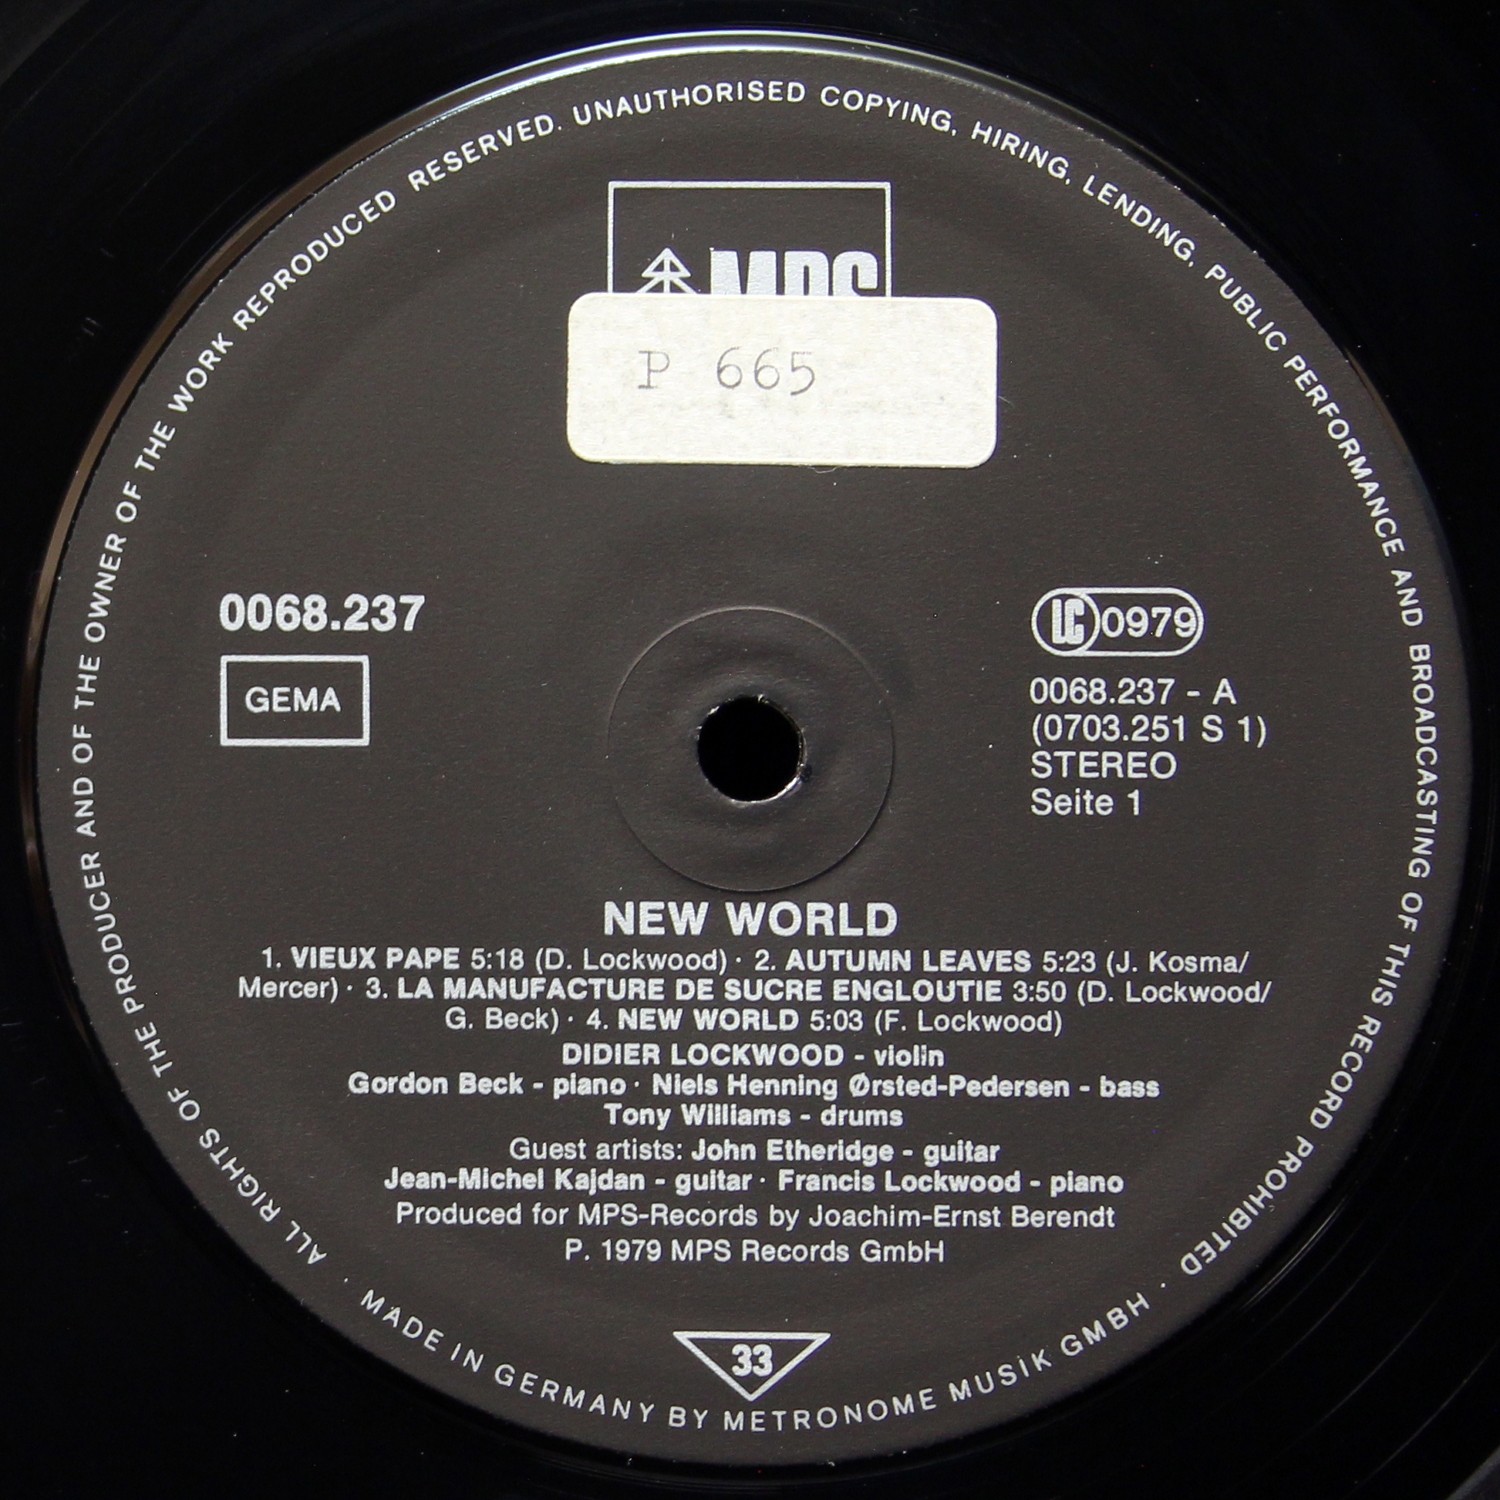 ALL RIGHTS OF THE PRODUCER AND OF THE OWNER OF THE WORK REPRODUCED RESERVED. UNAUTHORISED COPYING, HIRING, LENDING, PUBLIC PERFORMANCE AND BROADCASTING OF THIS RECORD PROHIBITED ·
MPS
P 665
0068.237
GEMA
LC 0979
0068.237 - A
(0703.251 S 1)
STEREO
Seite 1
NEW WORLD
1. VIEUX PAPE 5:18 (D. Lockwood) · 2. AUTUMN LEAVES 5:23 (J. Kosma/
Mercer) · 3. LA MANUFACTURE DE SUCRE ENGLOUTIE 3:50 (D. Lockwood/
G. Beck) · 4. NEW WORLD 5:03 (F. Lockwood)
DIDIER LOCKWOOD - violin
Gordon Beck - piano · Niels Henning Ørsted-Pedersen - bass
Tony Williams - drums
Guest artists: John Etheridge - guitar
Jean-Michel Kajdan - guitar · Francis Lockwood - piano
Produced for MPS-Records by Joachim-Ernst Berendt
P. 1979 MPS Records GmbH
33
· MADE IN GERMANY BY METRONOME MUSIK GMBH